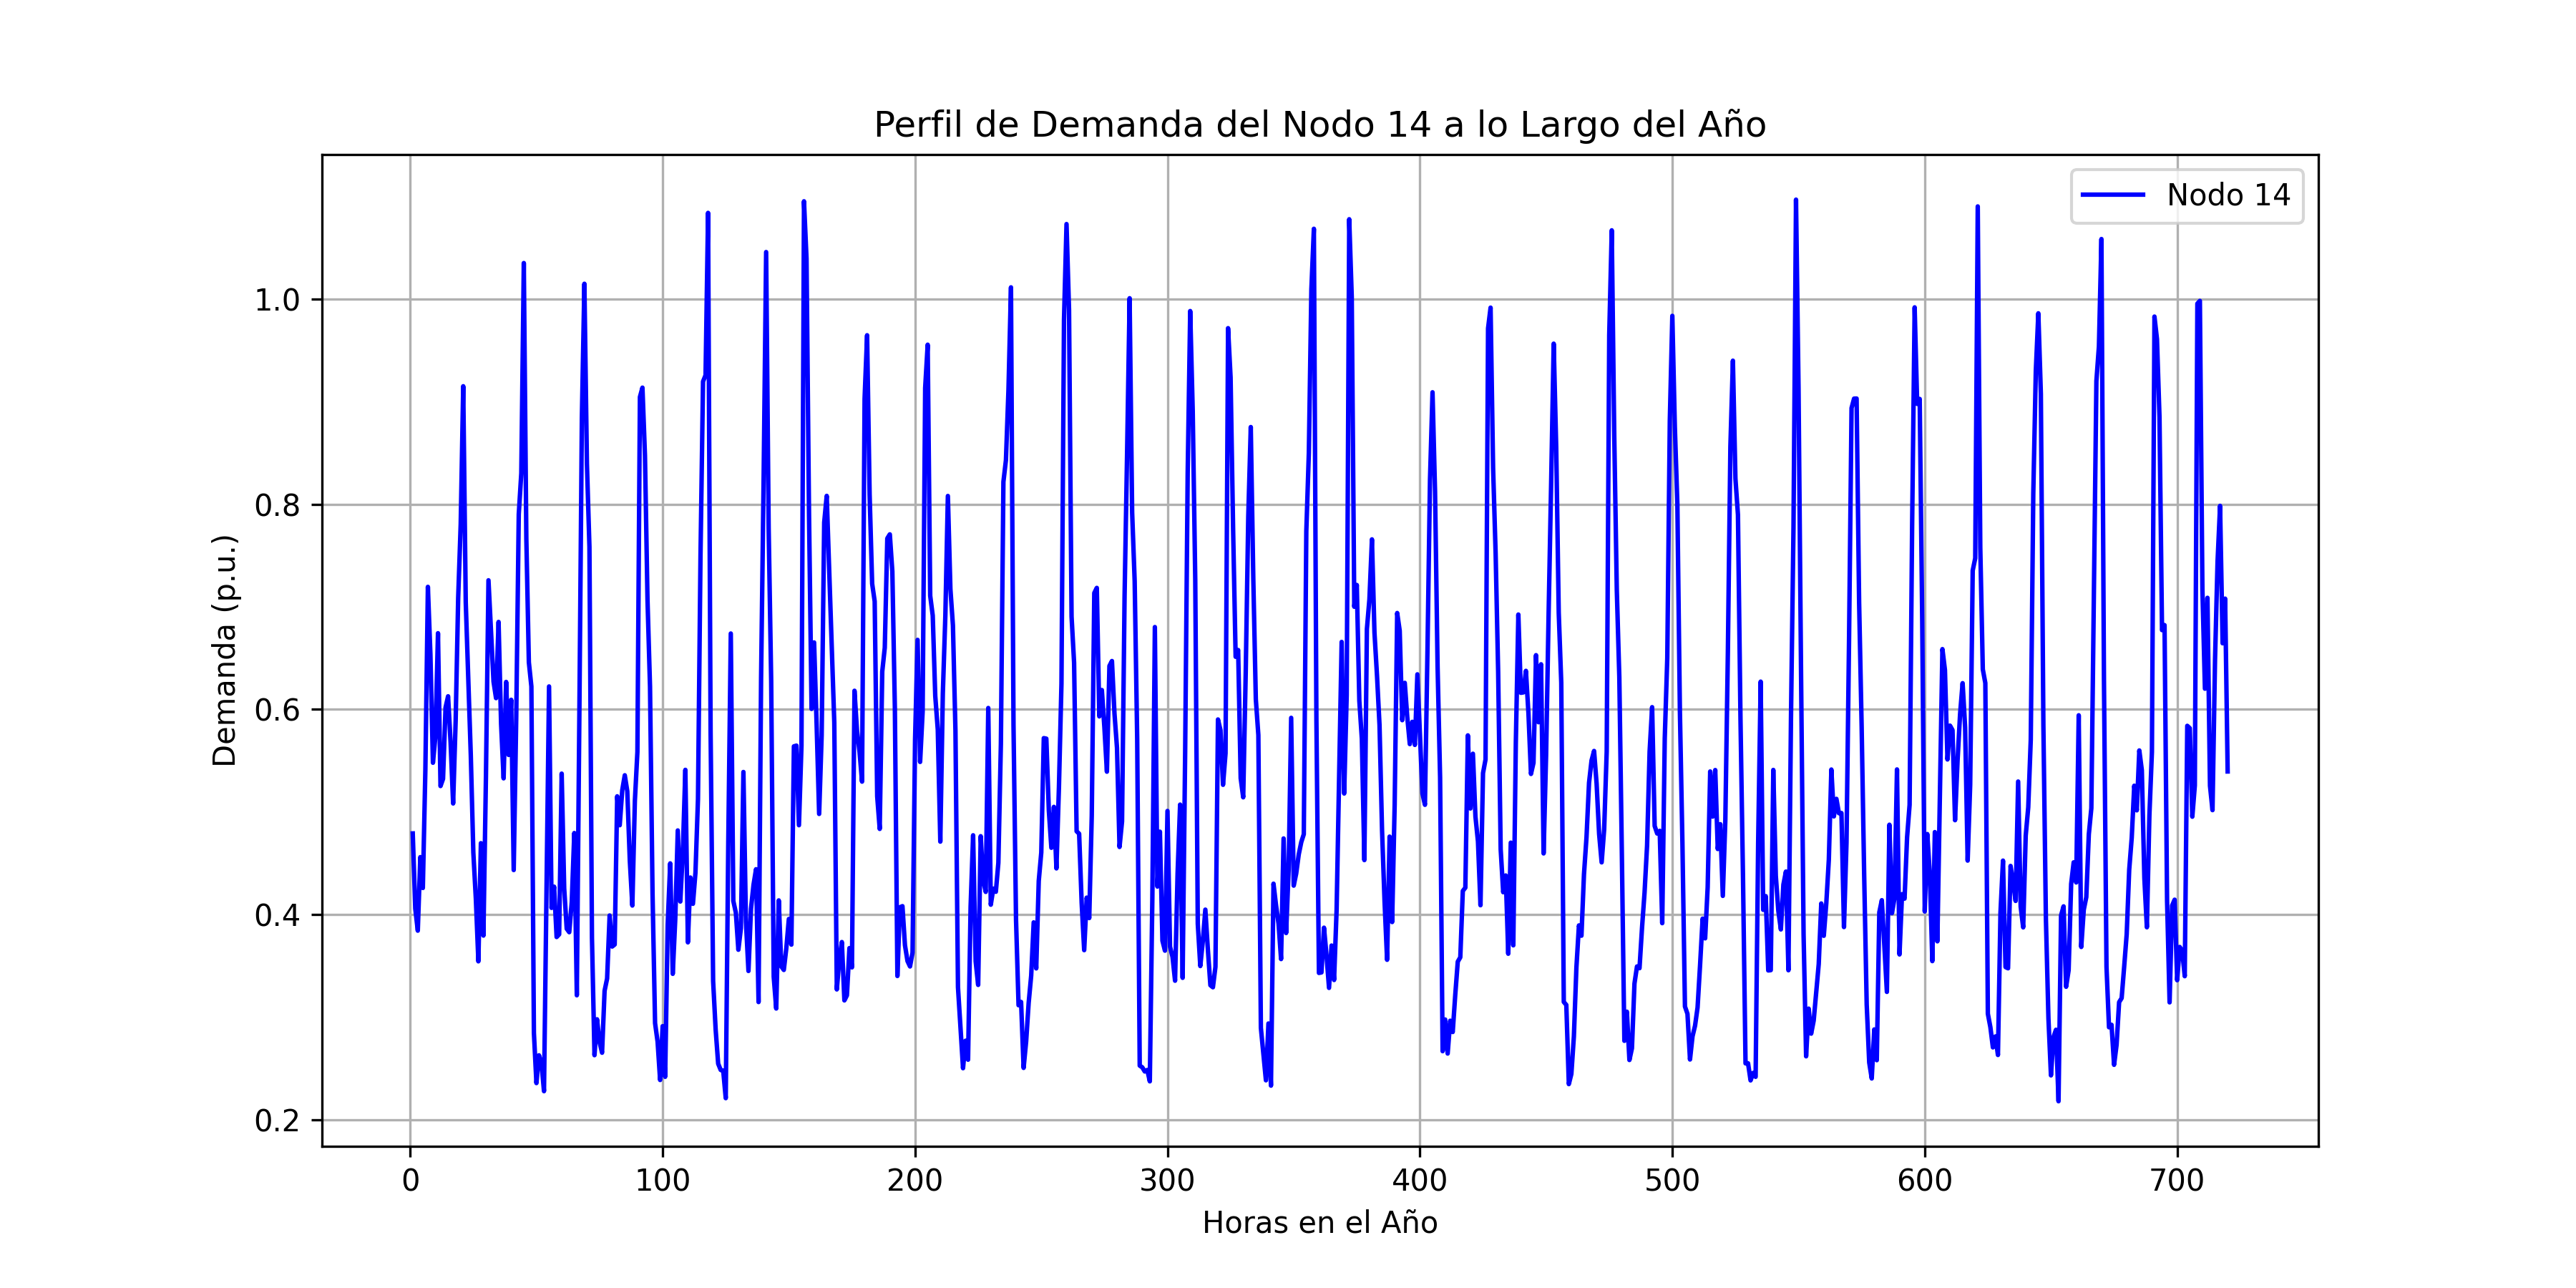 Perfil de Demanda del Nodo 14 a lo Largo del Año
Nodo 14
Demanda (p.u.)
1.0
0.8
0.6
0.4
0.2
0 100 200 300 400 500 600 700
Horas en el Año